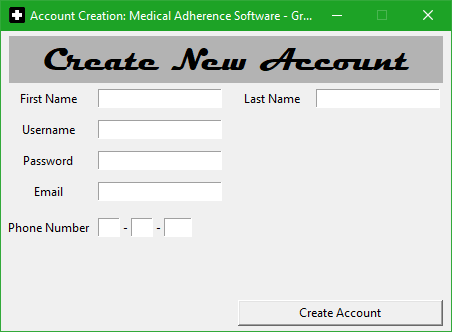 Account Creation: Medical Adherence Software - Gr...
Create New Account
First Name Last Name
Username
Password
Email
Phone Number - -
Create Account